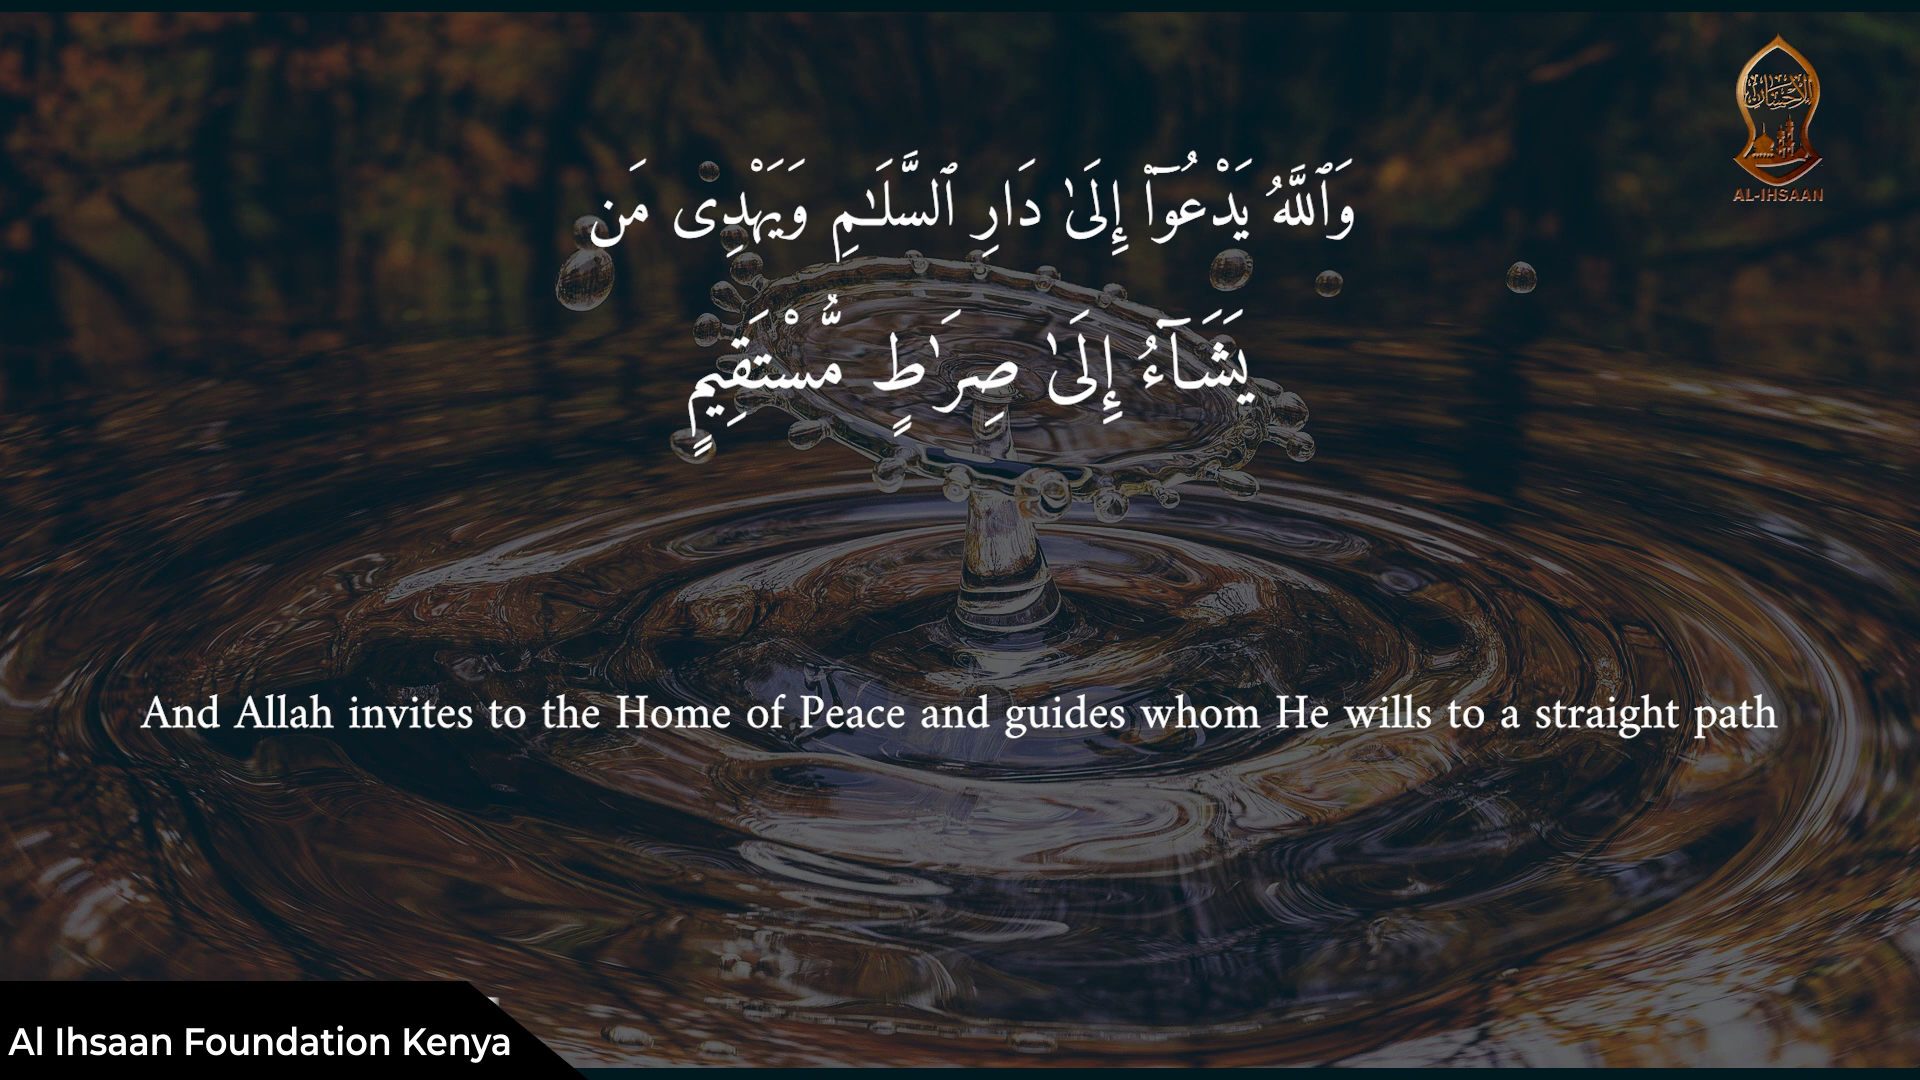 الإحسان
AL-IHSAAN
وَٱللَّهُ يَدْعُوٓا۟ إِلَىٰ دَارِ ٱلسَّلَـٰمِ وَيَهْدِى مَن
يَشَآءُ إِلَىٰ صِرَٰطٍ مُّسْتَقِيمٍ
And Allah invites to the Home of Peace and guides whom He wills to a straight path
Al Ihsaan Foundation Kenya